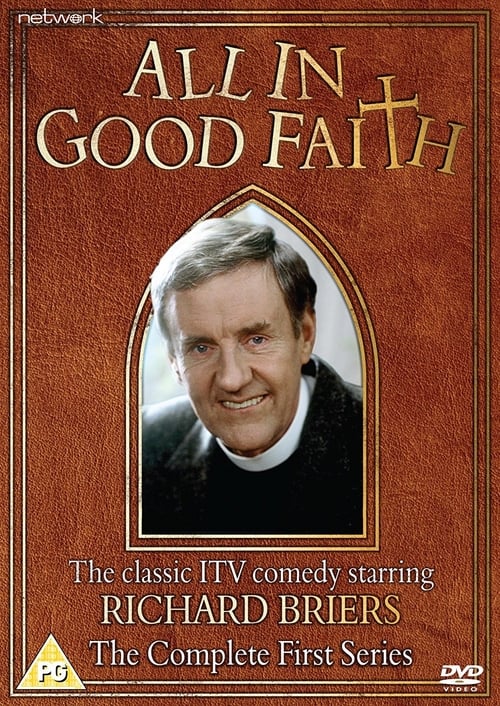 network
ALL IN
GOOD FAITH
The classic ITV comedy starring
RICHARD BRIERS
The Complete First Series
PG
DVD
VIDEO